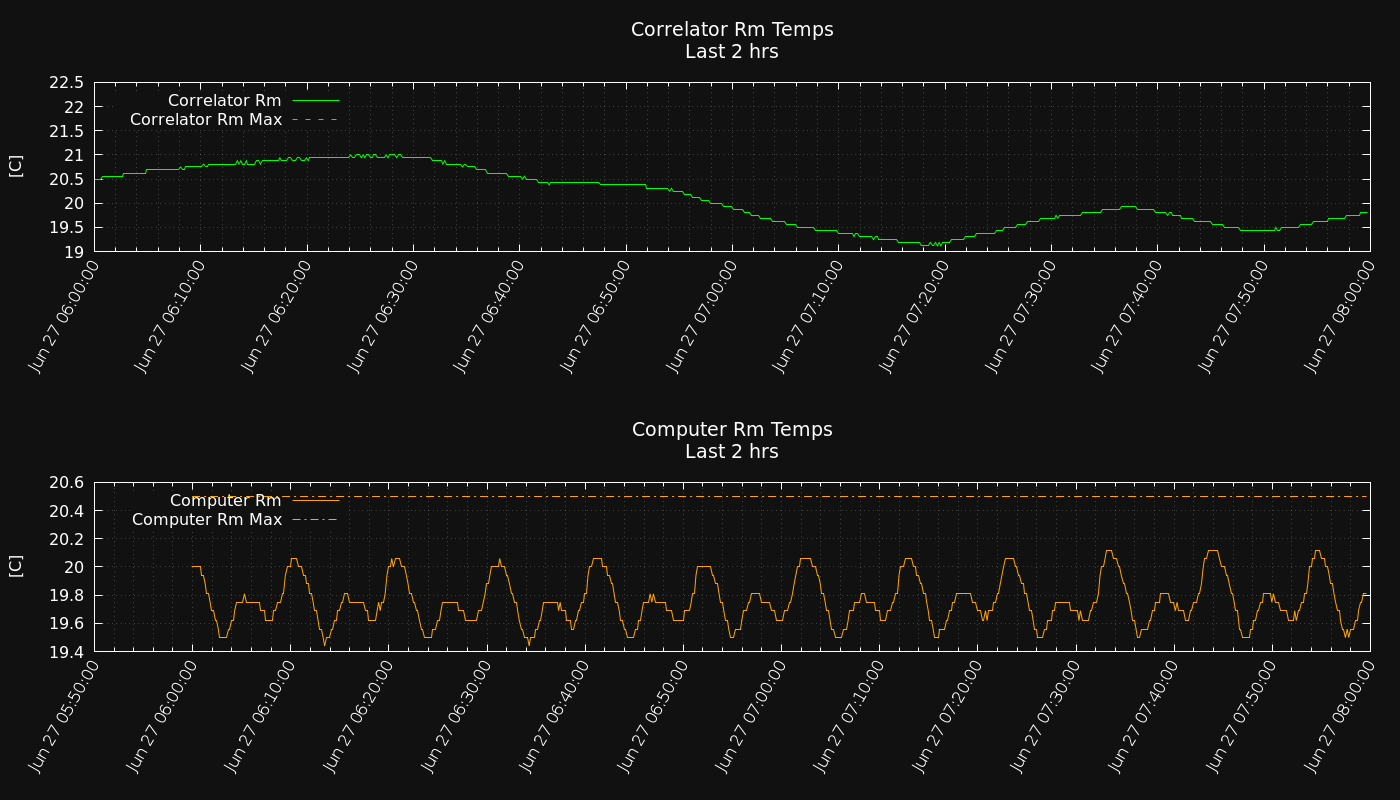 Correlator Rm Temps
Last 2 hrs
22.5
22
21.5
21
20.5
20
19.5
19
[C]
Correlator Rm
Correlator Rm Max
Jun 27 06:00:00
Jun 27 06:10:00
Jun 27 06:20:00
Jun 27 06:30:00
Jun 27 06:40:00
Jun 27 06:50:00
Jun 27 07:00:00
Jun 27 07:10:00
Jun 27 07:20:00
Jun 27 07:30:00
Jun 27 07:40:00
Jun 27 07:50:00
Jun 27 08:00:00
Computer Rm Temps
Last 2 hrs
20.6
20.4
20.2
20
19.8
19.6
19.4
[C]
Computer Rm
Computer Rm Max
Jun 27 05:50:00
Jun 27 06:00:00
Jun 27 06:10:00
Jun 27 06:20:00
Jun 27 06:30:00
Jun 27 06:40:00
Jun 27 06:50:00
Jun 27 07:00:00
Jun 27 07:10:00
Jun 27 07:20:00
Jun 27 07:30:00
Jun 27 07:40:00
Jun 27 07:50:00
Jun 27 08:00:00